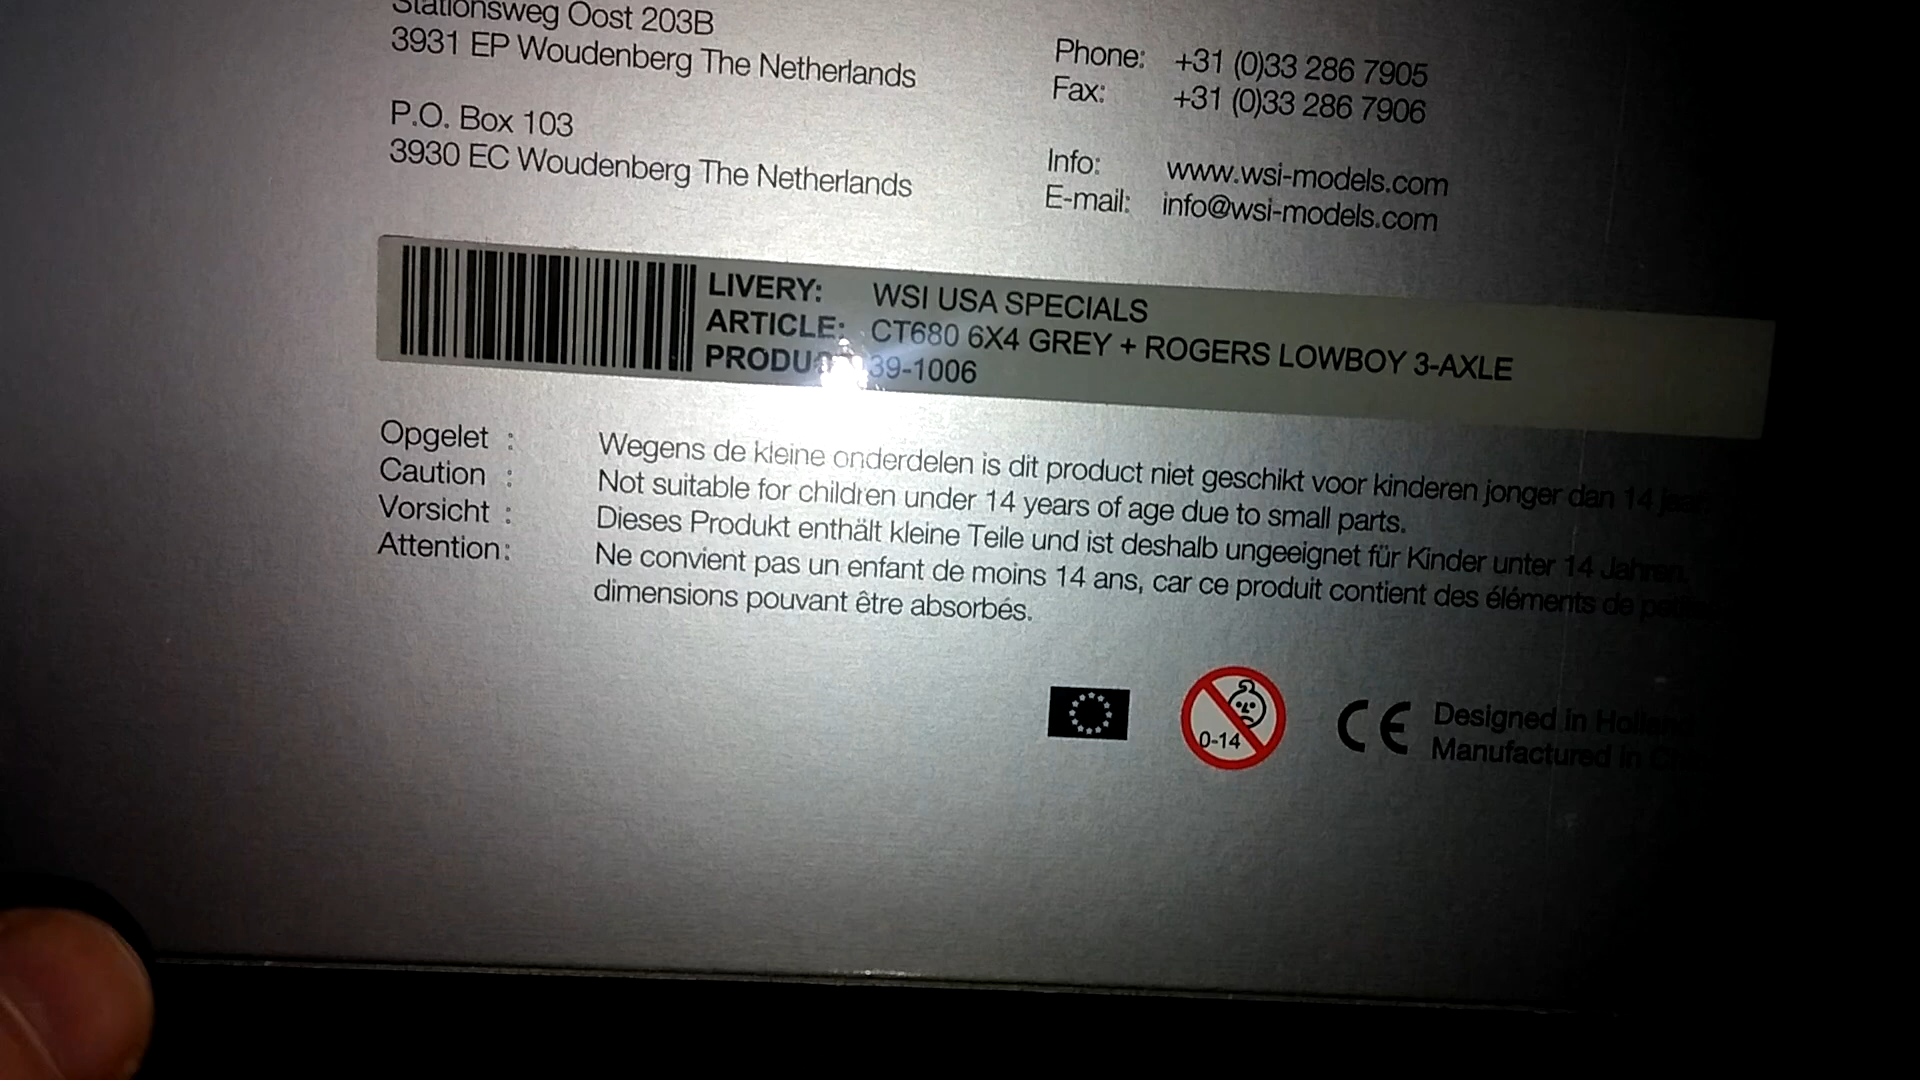 Stationsweg Oost 203B
3931 EP Woudenberg The Netherlands
P.O. Box 103
3930 EC Woudenberg The Netherlands
Phone: +31 (0)33 286 7905
Fax: +31 (0)33 286 7906
Info: www.wsi-models.com
E-mail: info@wsi-models.com
LIVERY: WSI USA SPECIALS
ARTICLE: CT680 6X4 GREY + ROGERS LOWBOY 3-AXLE
39-1006
Opgelet : Wegens de kleine onderdelen is dit product niet geschikt voor kinderen jonger dan 14
Caution : Not suitable for children under 14 years of age due to small parts.
Vorsicht : Dieses Produkt enthält kleine Teile und ist deshalb ungeeignet für Kinder unter 14 Jahren.
Attention: Ne convient pas un enfant de moins 14 ans, car ce produit contient des éléments de
dimensions pouvant être absorbés.
0-14
CE
Designed in
Manufactured in